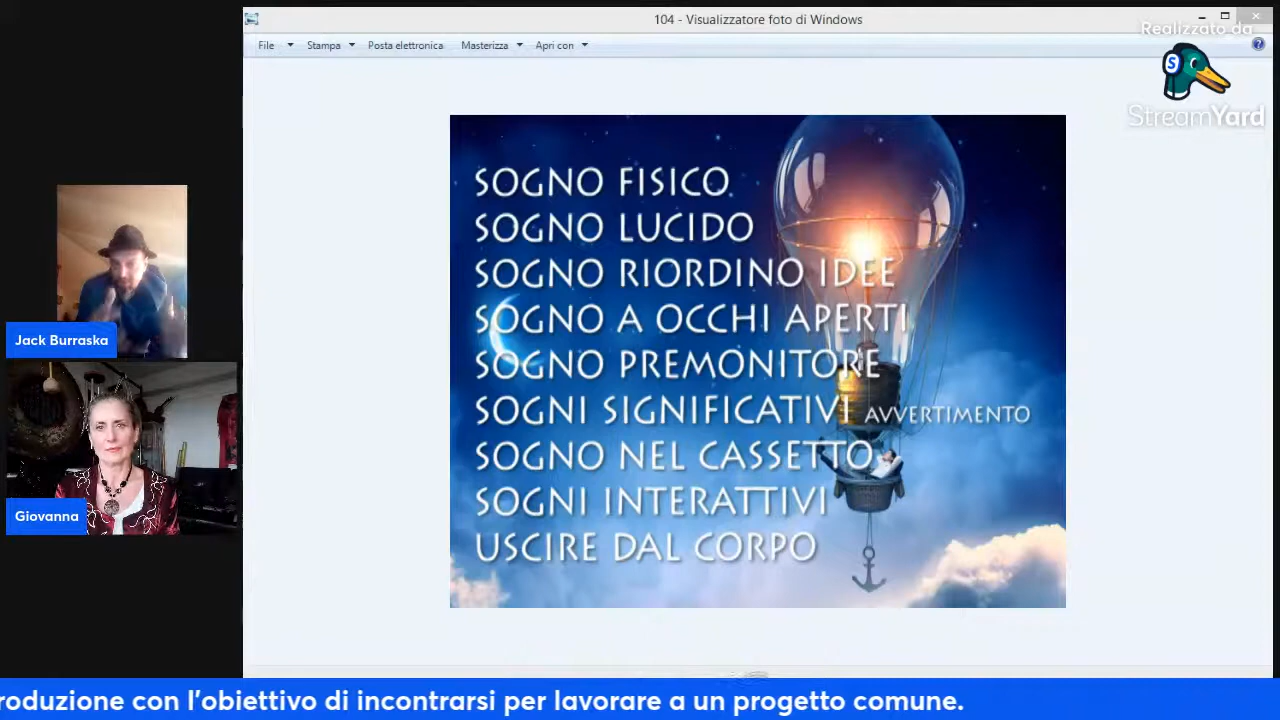 104 - Visualizzatore foto di Windows
File Stampa Posta elettronica Masterizza Apri con
Realizzato da
StreamYard
SOGNO FISICO
SOGNO LUCIDO
SOGNO RIORDINO IDEE
SOGNO A OCCHI APERTI
SOGNO PREMONITORE
SOGNI SIGNIFICATIVI AVVERTIMENTO
SOGNO NEL CASSETTO
SOGNI INTERATTIVI
USCIRE DAL CORPO
Jack Burraska
Giovanna
roduzione con l'obiettivo di incontrarsi per lavorare a un progetto comune.